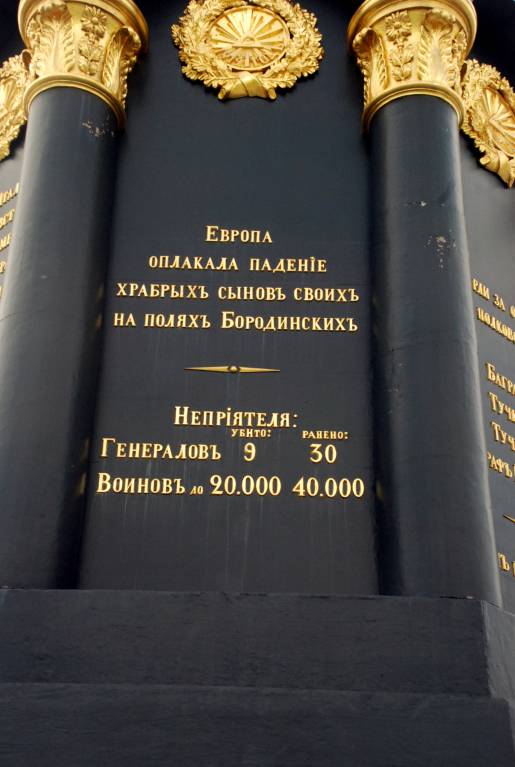 Европа
оплакала паденіе
храбрыхъ сыновъ своихъ
на поляхъ Бородинскихъ
Непріятеля:
убито: ранено:
Генераловъ 9 30
Воиновъ до 20.000 40.000